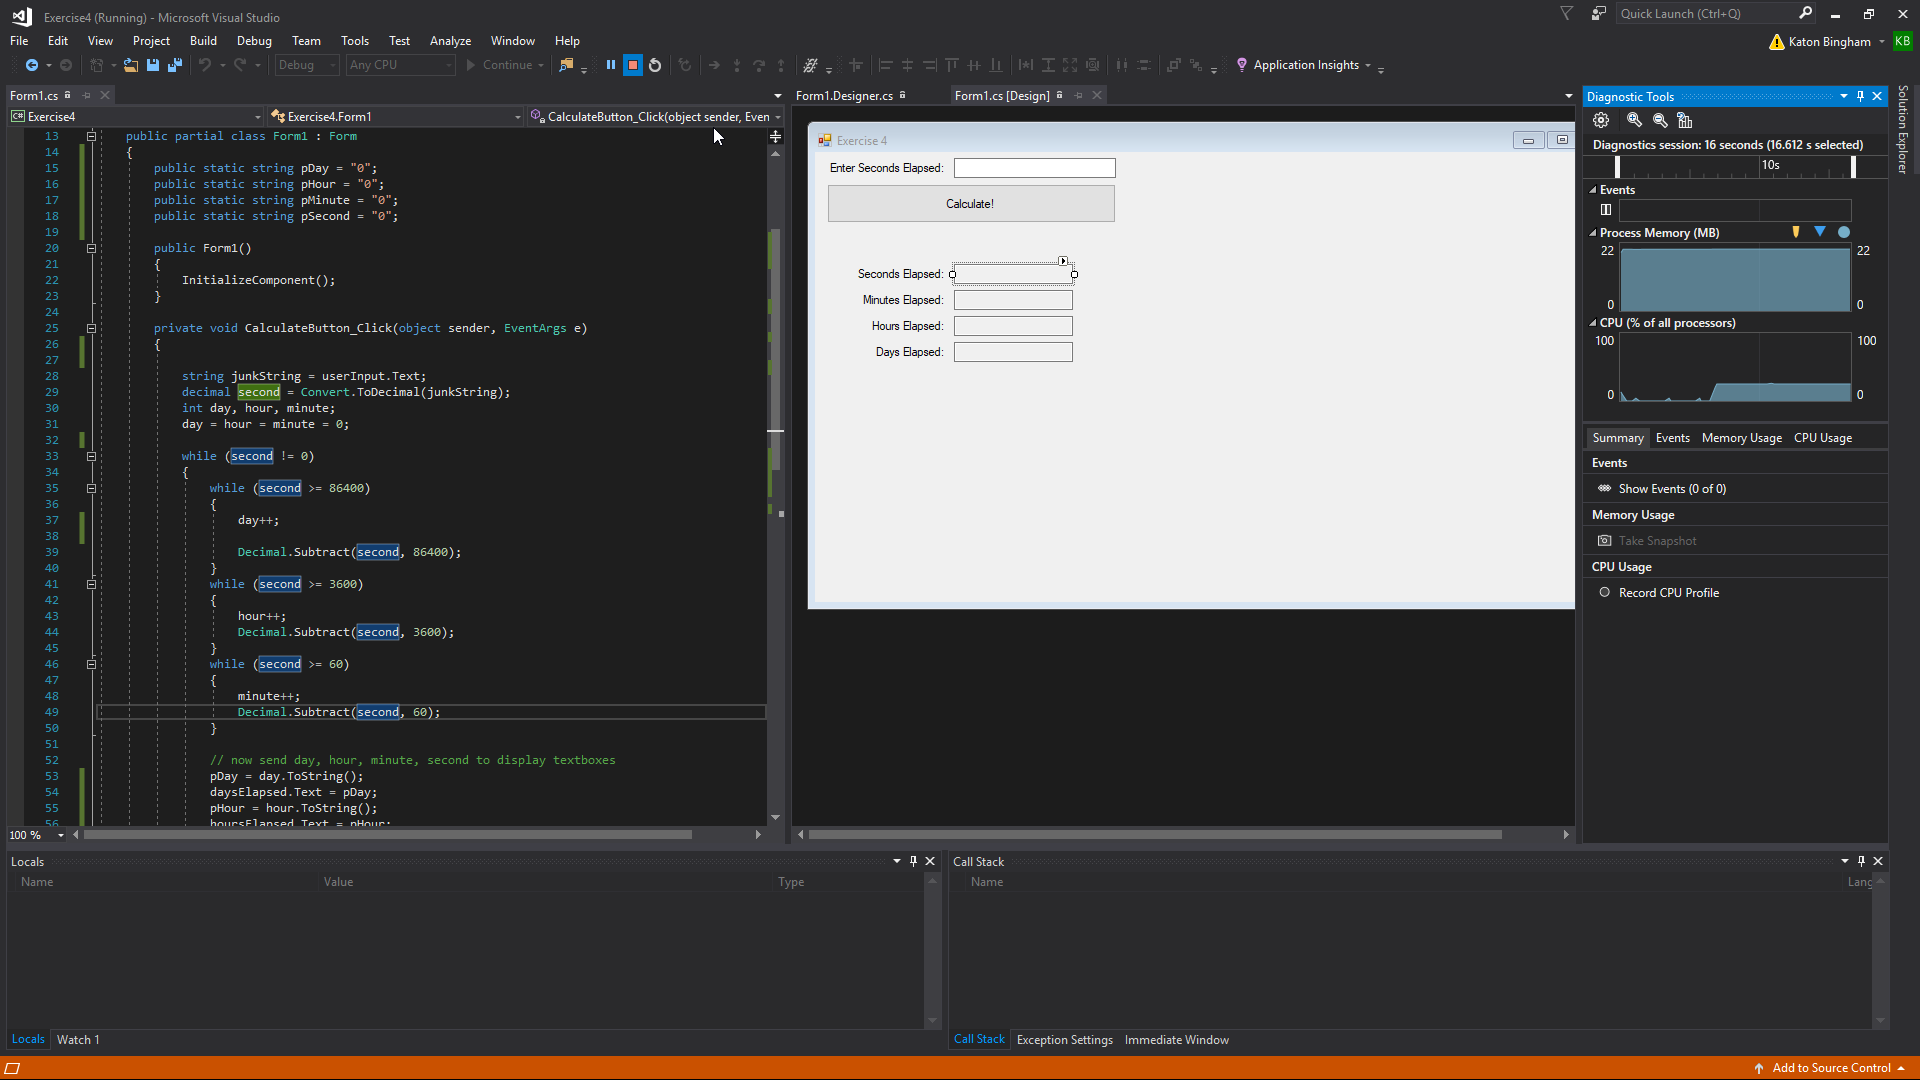 Exercise4 (Running) - Microsoft Visual Studio
Quick Launch (Ctrl+Q)
File Edit View Project Build Debug Team Tools Test Analyze Window Help
Katon Bingham KB
Debug Any CPU Continue Application Insights
Form1.cs
Exercise4 Exercise4.Form1 CalculateButton_Click(object sender, Even
13 public partial class Form1 : Form
14 {
15 public static string pDay = "0";
16 public static string pHour = "0";
17 public static string pMinute = "0";
18 public static string pSecond = "0";
19
20 public Form1()
21 {
22 InitializeComponent();
23 }
24
25 private void CalculateButton_Click(object sender, EventArgs e)
26 {
27
28 string junkString = userInput.Text;
29 decimal second = Convert.ToDecimal(junkString);
30 int day, hour, minute;
31 day = hour = minute = 0;
32
33 while (second != 0)
34 {
35 while (second >= 86400)
36 {
37 day++;
38
39 Decimal.Subtract(second, 86400);
40 }
41 while (second >= 3600)
42 {
43 hour++;
44 Decimal.Subtract(second, 3600);
45 }
46 while (second >= 60)
47 {
48 minute++;
49 Decimal.Subtract(second, 60);
50 }
51
52 // now send day, hour, minute, second to display textboxes
53 pDay = day.ToString();
54 daysElapsed.Text = pDay;
55 pHour = hour.ToString();
56 hoursElapsed.Text = pHour;
100 %
Form1.Designer.cs Form1.cs [Design]
Exercise 4
Enter Seconds Elapsed:
Calculate!
Seconds Elapsed:
Minutes Elapsed:
Hours Elapsed:
Days Elapsed:
Diagnostic Tools
Diagnostics session: 16 seconds (16.612 s selected)
10s
Events
Process Memory (MB)
22 22
0 0
CPU (% of all processors)
100 100
0 0
Summary Events Memory Usage CPU Usage
Events
Show Events (0 of 0)
Memory Usage
Take Snapshot
CPU Usage
Record CPU Profile
Solution Explorer
Locals
Name Value Type
Locals Watch 1
Call Stack
Name Lang
Call Stack Exception Settings Immediate Window
Add to Source Control